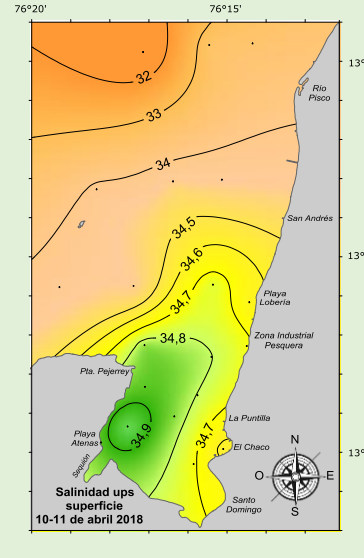 76°20' 76°15'
32
Río
Pisco
13°
33
34
34,5
San Andrés
34,6
13°
34,7
Playa
Lobería
34,8
Zona Industrial
Pesquera
Pta. Pejerrey
34,9
34,7
La Puntilla
Playa
Atenas
El Chaco
Sequión
N
O E
S
Salinidad ups
superficie
10-11 de abril 2018
Santo
Domingo